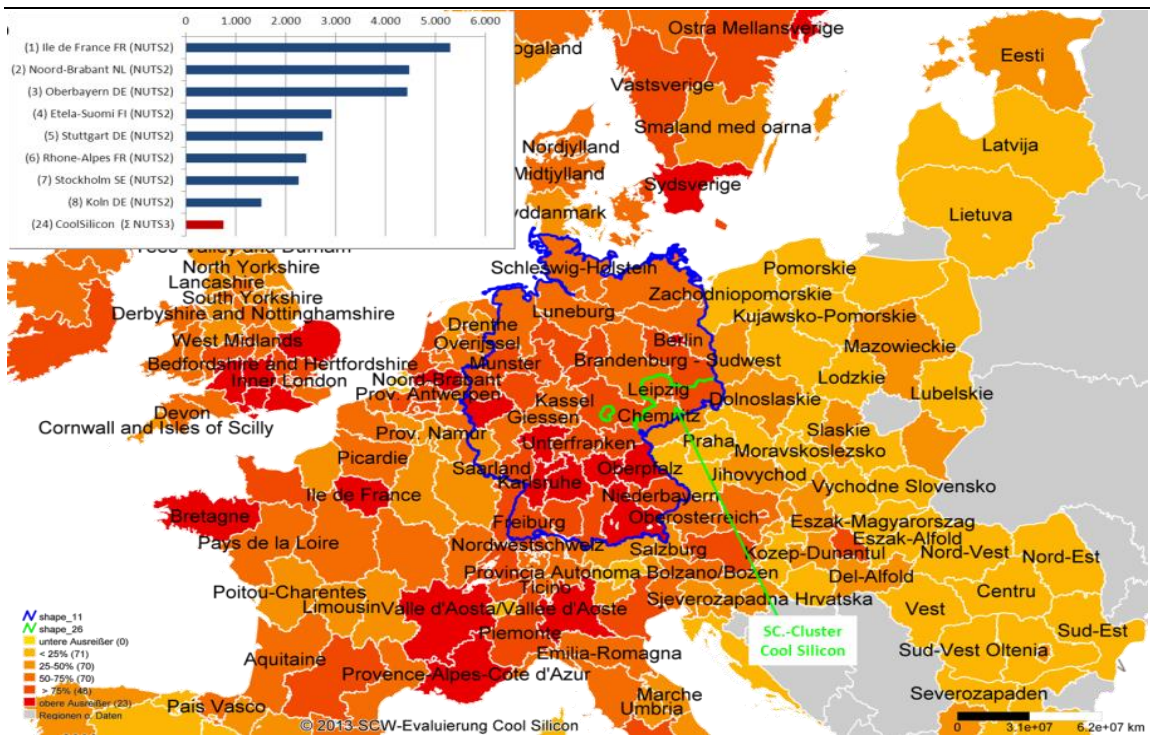 0 1.000 2.000 3.000 4.000 5.000 6.000
(1) Ile de France FR (NUTS2)
(2) Noord-Brabant NL (NUTS2)
(3) Oberbayern DE (NUTS2)
(4) Etela-Suomi FI (NUTS2)
(5) Stuttgart DE (NUTS2)
(6) Rhone-Alpes FR (NUTS2)
(7) Stockholm SE (NUTS2)
(8) Koln DE (NUTS2)
(24) CoolSilicon (Σ NUTS3)
Ostra Mellansverige
Eesti
Vastsverige
Smaland med oarna
Latvija
Nordjylland
Midtjylland
Sydsverige
Lietuva
North Yorkshire
Lancashire
South Yorkshire
Derbyshire and Nottinghamshire
West Midlands
Bedfordshire and Hertfordshire
Inner London
Devon
Cornwall and Isles of Scilly
Schleswig-Holstein
Pomorskie
Zachodniopomorskie
Luneburg
Kujawsko-Pomorskie
Drenthe
Overijssel
Berlin
Mazowieckie
Munster
Brandenburg - Sudwest
Noord-Brabant
Prov. Antwerpen
Leipzig
Lodzkie
Lubelskie
Kassel
Dolnoslaskie
Giessen
Chemnitz
Slaskie
Prov. Namur
Unterfranken
Praha
Moravskoslezsko
Picardie
Saarland
Oberpfalz
Jihovychod
Karlsruhe
Vychodne Slovensko
Ile de France
Niederbayern
Bretagne
Freiburg
Oberosterreich
Eszak-Magyarorszag
Eszak-Alfold
Pays de la Loire
Nordwestschweiz
Salzburg
Kozep-Dunantul
Nord-Vest
Nord-Est
Provincia Autonoma Bolzano/Bozen
Del-Alfold
Poitou-Charentes
Ticino
Centru
Limousin
Valle d'Aosta/Vallée d'Aoste
Sjeverozapadna Hrvatska
Vest
Piemonte
Sud-Est
Aquitaine
Emilia-Romagna
Sud-Vest Oltenia
Provence-Alpes-Cote d'Azur
Pais Vasco
Marche
Umbria
Severozapaden
SC.-Cluster
Cool Silicon
shape_11
shape_26
untere Ausreißer (0)
< 25% (71)
25-50% (70)
50-75% (70)
> 75% (46)
obere Ausreißer (23)
Regionen o. Daten
© 2013 SCW-Evaluierung Cool Silicon
0 3.1e+07 6.2e+07 km